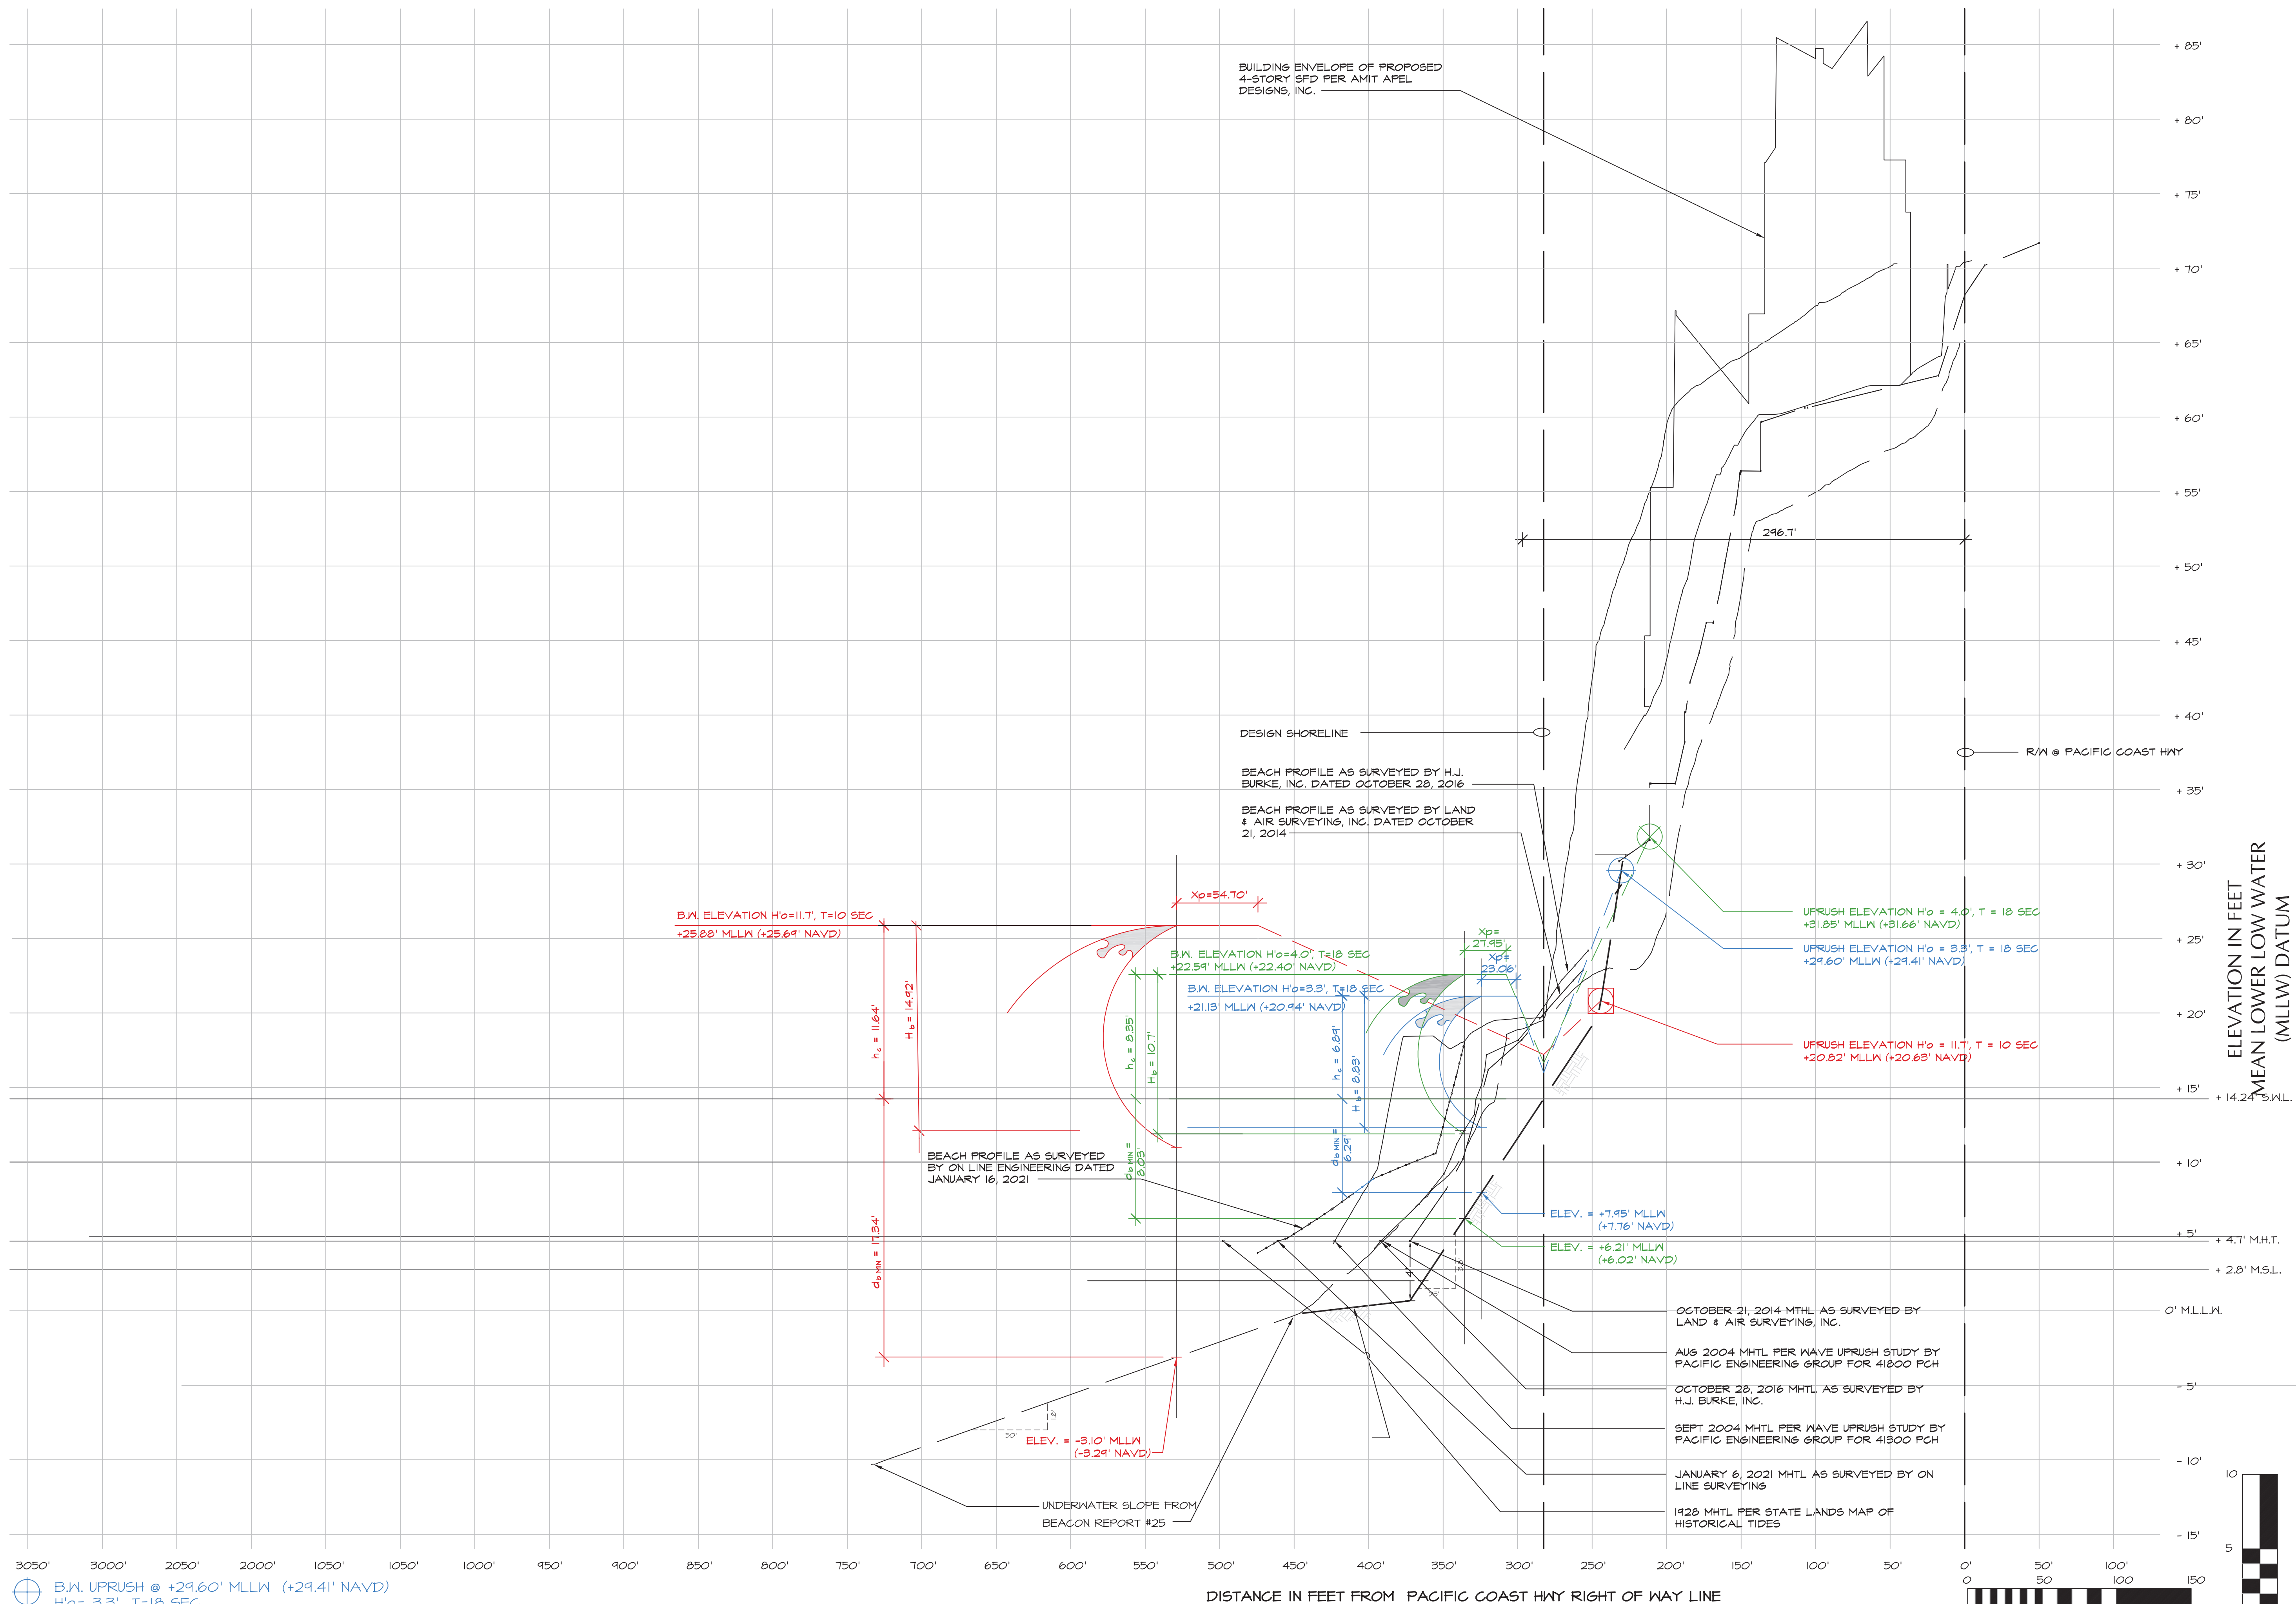 BUILDING ENVELOPE OF PROPOSED
4-STORY SFD PER AMIT APEL
DESIGNS, INC.
+ 85'
+ 80'
+ 75'
+ 70'
+ 65'
+ 60'
+ 55'
+ 50'
+ 45'
+ 40'
+ 35'
+ 30'
+ 25'
+ 20'
+ 15'
+ 14.24' S.W.L.
+ 10'
+ 5'
+ 4.7' M.H.T.
+ 2.8' M.S.L.
0' M.L.L.W.
- 5'
- 10'
- 15'
ELEVATION IN FEET
MEAN LOWER LOW WATER
(MLLW) DATUM
296.7'
DESIGN SHORELINE
R/W @ PACIFIC COAST HWY
BEACH PROFILE AS SURVEYED BY H.J.
BURKE, INC. DATED OCTOBER 28, 2016
BEACH PROFILE AS SURVEYED BY LAND
& AIR SURVEYING, INC. DATED OCTOBER
21, 2014
Xp=54.70'
B.W. ELEVATION H'o=11.7', T=10 SEC
+25.88' MLLW (+25.69' NAVD)
Xp=
27.95'
B.W. ELEVATION H'o=4.0', T=18 SEC
+22.59' MLLW (+22.40' NAVD)
Xp=
23.06'
B.W. ELEVATION H'o=3.3', T=18 SEC
+21.13' MLLW (+20.94' NAVD)
UPRUSH ELEVATION H'o = 4.0', T = 18 SEC
+31.85' MLLW (+31.66' NAVD)
UPRUSH ELEVATION H'o = 3.3', T = 18 SEC
+29.60' MLLW (+29.41' NAVD)
UPRUSH ELEVATION H'o = 11.7', T = 10 SEC
+20.82' MLLW (+20.63' NAVD)
hc = 11.64'
Hb = 14.92'
db MIN = 17.34'
hc = 8.35'
Hb = 10.7'
db MIN =
8.03'
hc = 6.89'
Hb = 8.83'
db MIN =
6.29'
BEACH PROFILE AS SURVEYED
BY ON LINE ENGINEERING DATED
JANUARY 16, 2021
ELEV. = +7.95' MLLW
(+7.76' NAVD)
ELEV. = +6.21' MLLW
(+6.02' NAVD)
4'
25'
OCTOBER 21, 2014 MTHL AS SURVEYED BY
LAND & AIR SURVEYING, INC.
AUG 2004 MHTL PER WAVE UPRUSH STUDY BY
PACIFIC ENGINEERING GROUP FOR 41800 PCH
OCTOBER 28, 2016 MHTL AS SURVEYED BY
H.J. BURKE, INC.
SEPT 2004 MHTL PER WAVE UPRUSH STUDY BY
PACIFIC ENGINEERING GROUP FOR 41300 PCH
JANUARY 6, 2021 MHTL AS SURVEYED BY ON
LINE SURVEYING
1928 MHTL PER STATE LANDS MAP OF
HISTORICAL TIDES
50'
ELEV. = -3.10' MLLW
(-3.29' NAVD)
UNDERWATER SLOPE FROM
BEACON REPORT #25
3050' 3000' 2050' 2000' 1050' 1050' 1000' 950' 900' 850' 800' 750' 700' 650' 600' 550' 500' 450' 400' 350' 300' 250' 200' 150' 100' 50' 0' 50' 100'
DISTANCE IN FEET FROM PACIFIC COAST HWY RIGHT OF WAY LINE
0 50 100 150
10
5
B.W. UPRUSH @ +29.60' MLLW (+29.41' NAVD)
H'o= 3.3', T=18 SEC